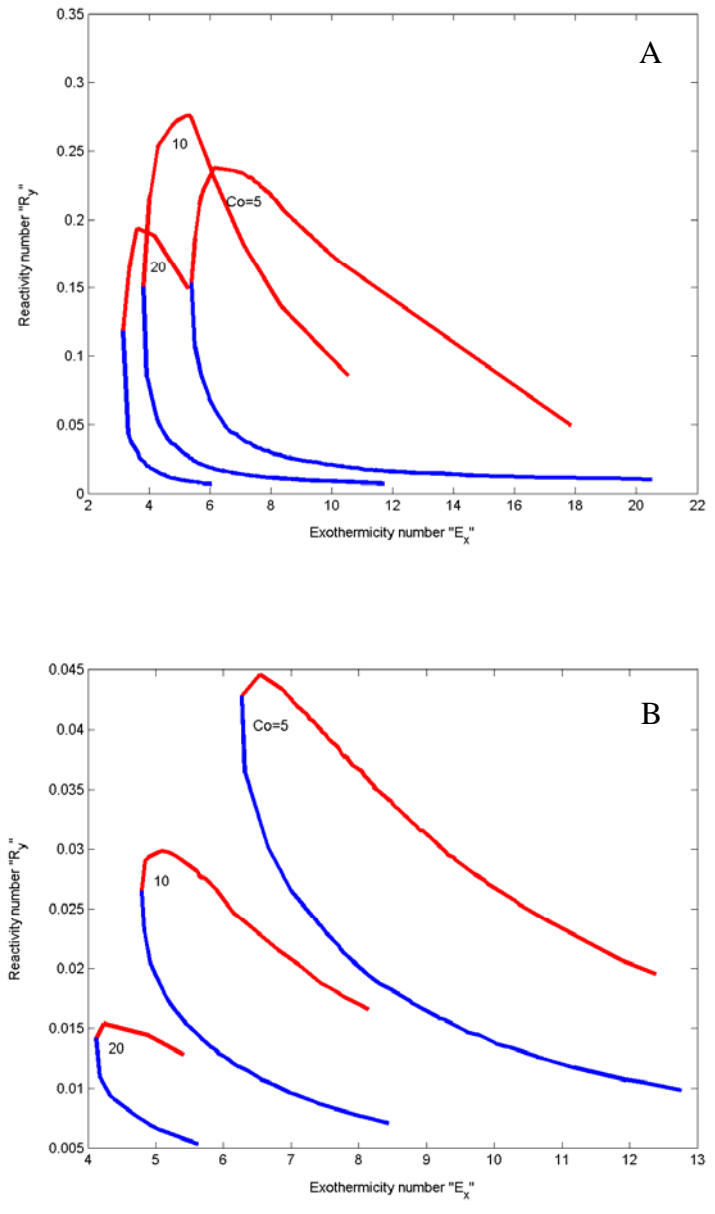 A
0.35
0.3
0.25
0.2
0.15
0.1
0.05
0
Reactivity number "Ry"
10
Co=5
20
2 4 6 8 10 12 14 16 18 20 22
Exothermicity number "Ex"
B
0.045
0.04
0.035
0.03
0.025
0.02
0.015
0.01
0.005
Reactivity number "Ry"
Co=5
10
20
4 5 6 7 8 9 10 11 12 13
Exothermicity number "Ex"